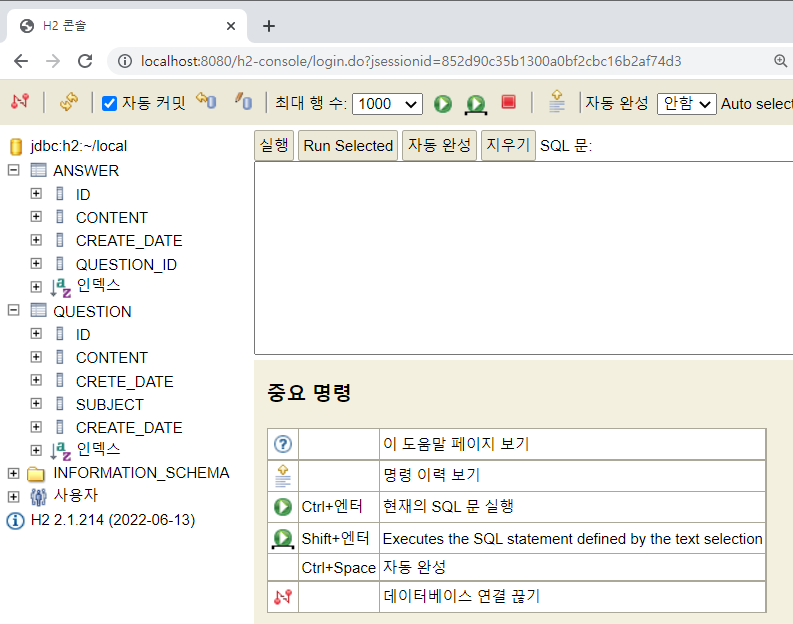 H2 콘솔
localhost:8080/h2-console/login.do?jsessionid=852d90c35b1300a0bf2cbc16b2af74d3
자동 커밋 최대 행 수: 1000 자동 완성 안함 Auto select
jdbc:h2:~/local
ANSWER
ID
CONTENT
CREATE_DATE
QUESTION_ID
인덱스
QUESTION
ID
CONTENT
CRETE_DATE
SUBJECT
CREATE_DATE
인덱스
INFORMATION_SCHEMA
사용자
H2 2.1.214 (2022-06-13)
실행 Run Selected 자동 완성 지우기 SQL 문:
중요 명령
이 도움말 페이지 보기
명령 이력 보기
Ctrl+엔터 현재의 SQL 문 실행
Shift+엔터 Executes the SQL statement defined by the text selection
Ctrl+Space 자동 완성
데이터베이스 연결 끊기